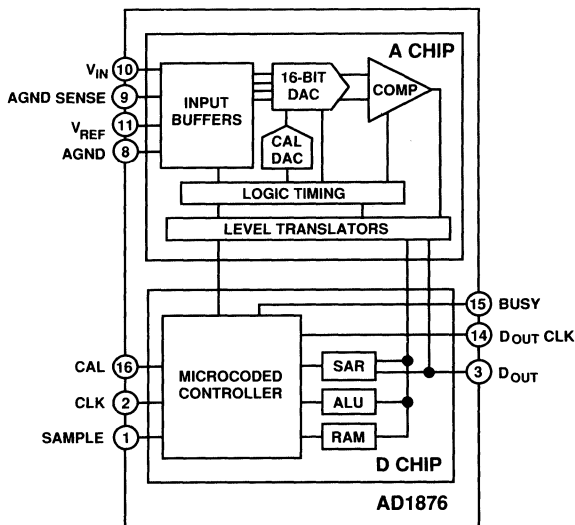 A CHIP
VIN 10
AGND SENSE 9
VREF 11
AGND 8
INPUT
BUFFERS
16-BIT
DAC
COMP
CAL
DAC
LOGIC TIMING
LEVEL TRANSLATORS
15 BUSY
14 DOUT CLK
3 DOUT
CAL 16
CLK 2
SAMPLE 1
MICROCODED
CONTROLLER
SAR
ALU
RAM
D CHIP
AD1876